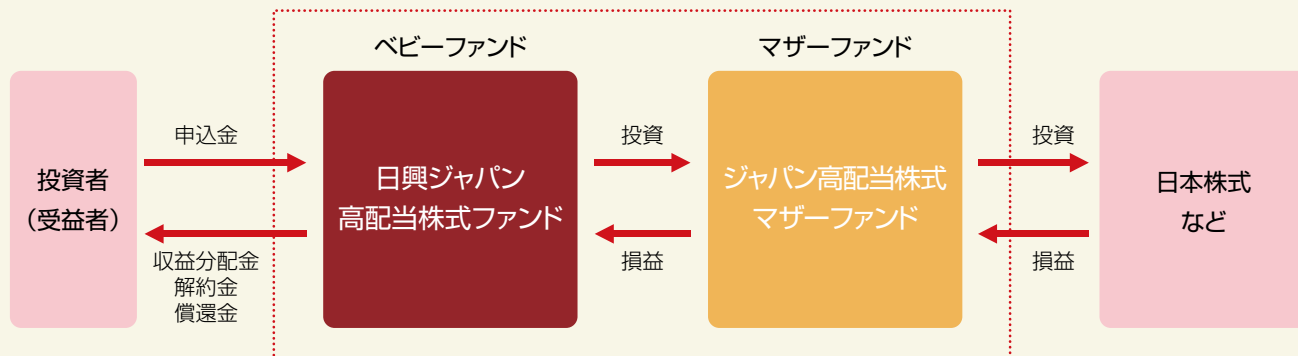 ベビーファンド
マザーファンド
投資者
（受益者）
申込金
収益分配金
解約金
償還金
日興ジャパン
高配当株式ファンド
投資
損益
ジャパン高配当株式
マザーファンド
投資
損益
日本株式
など